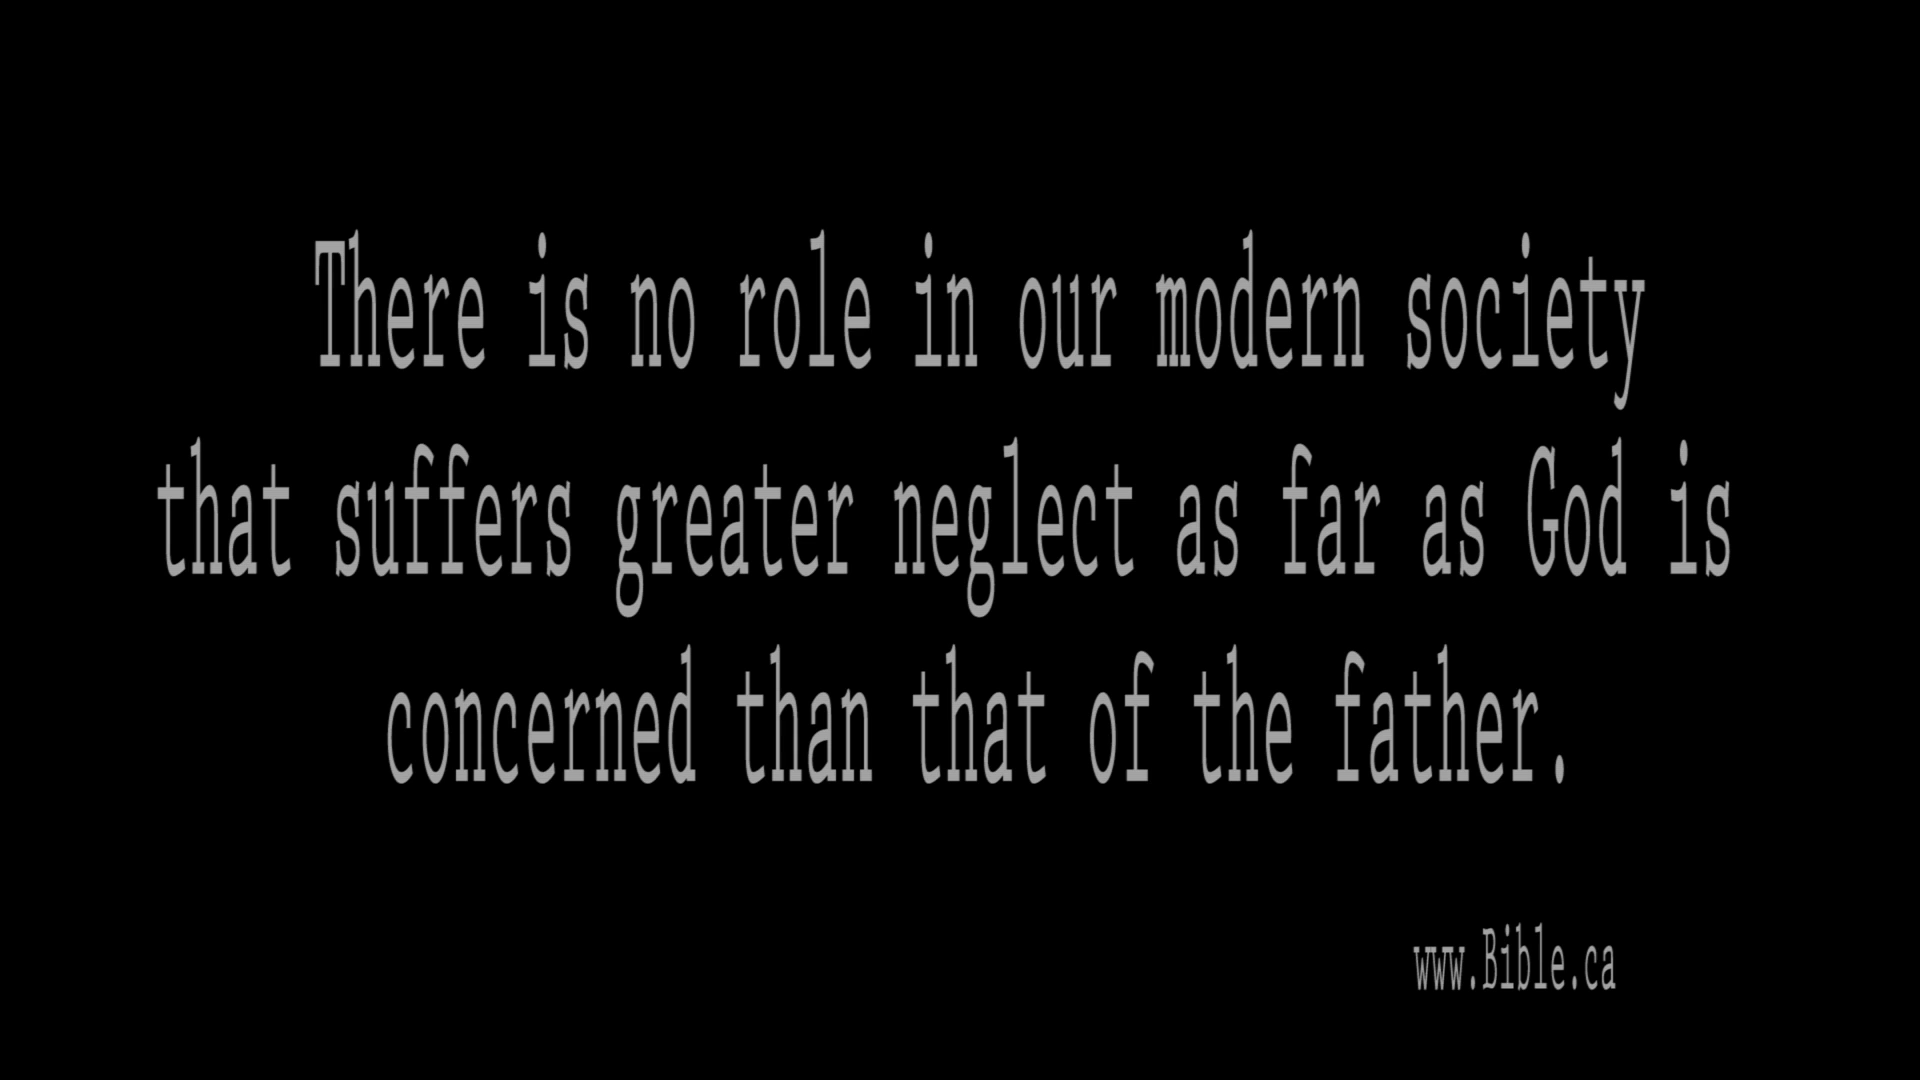 There is no role in our modern society
that suffers greater neglect as far as God is
concerned than that of the father.
www.Bible.ca